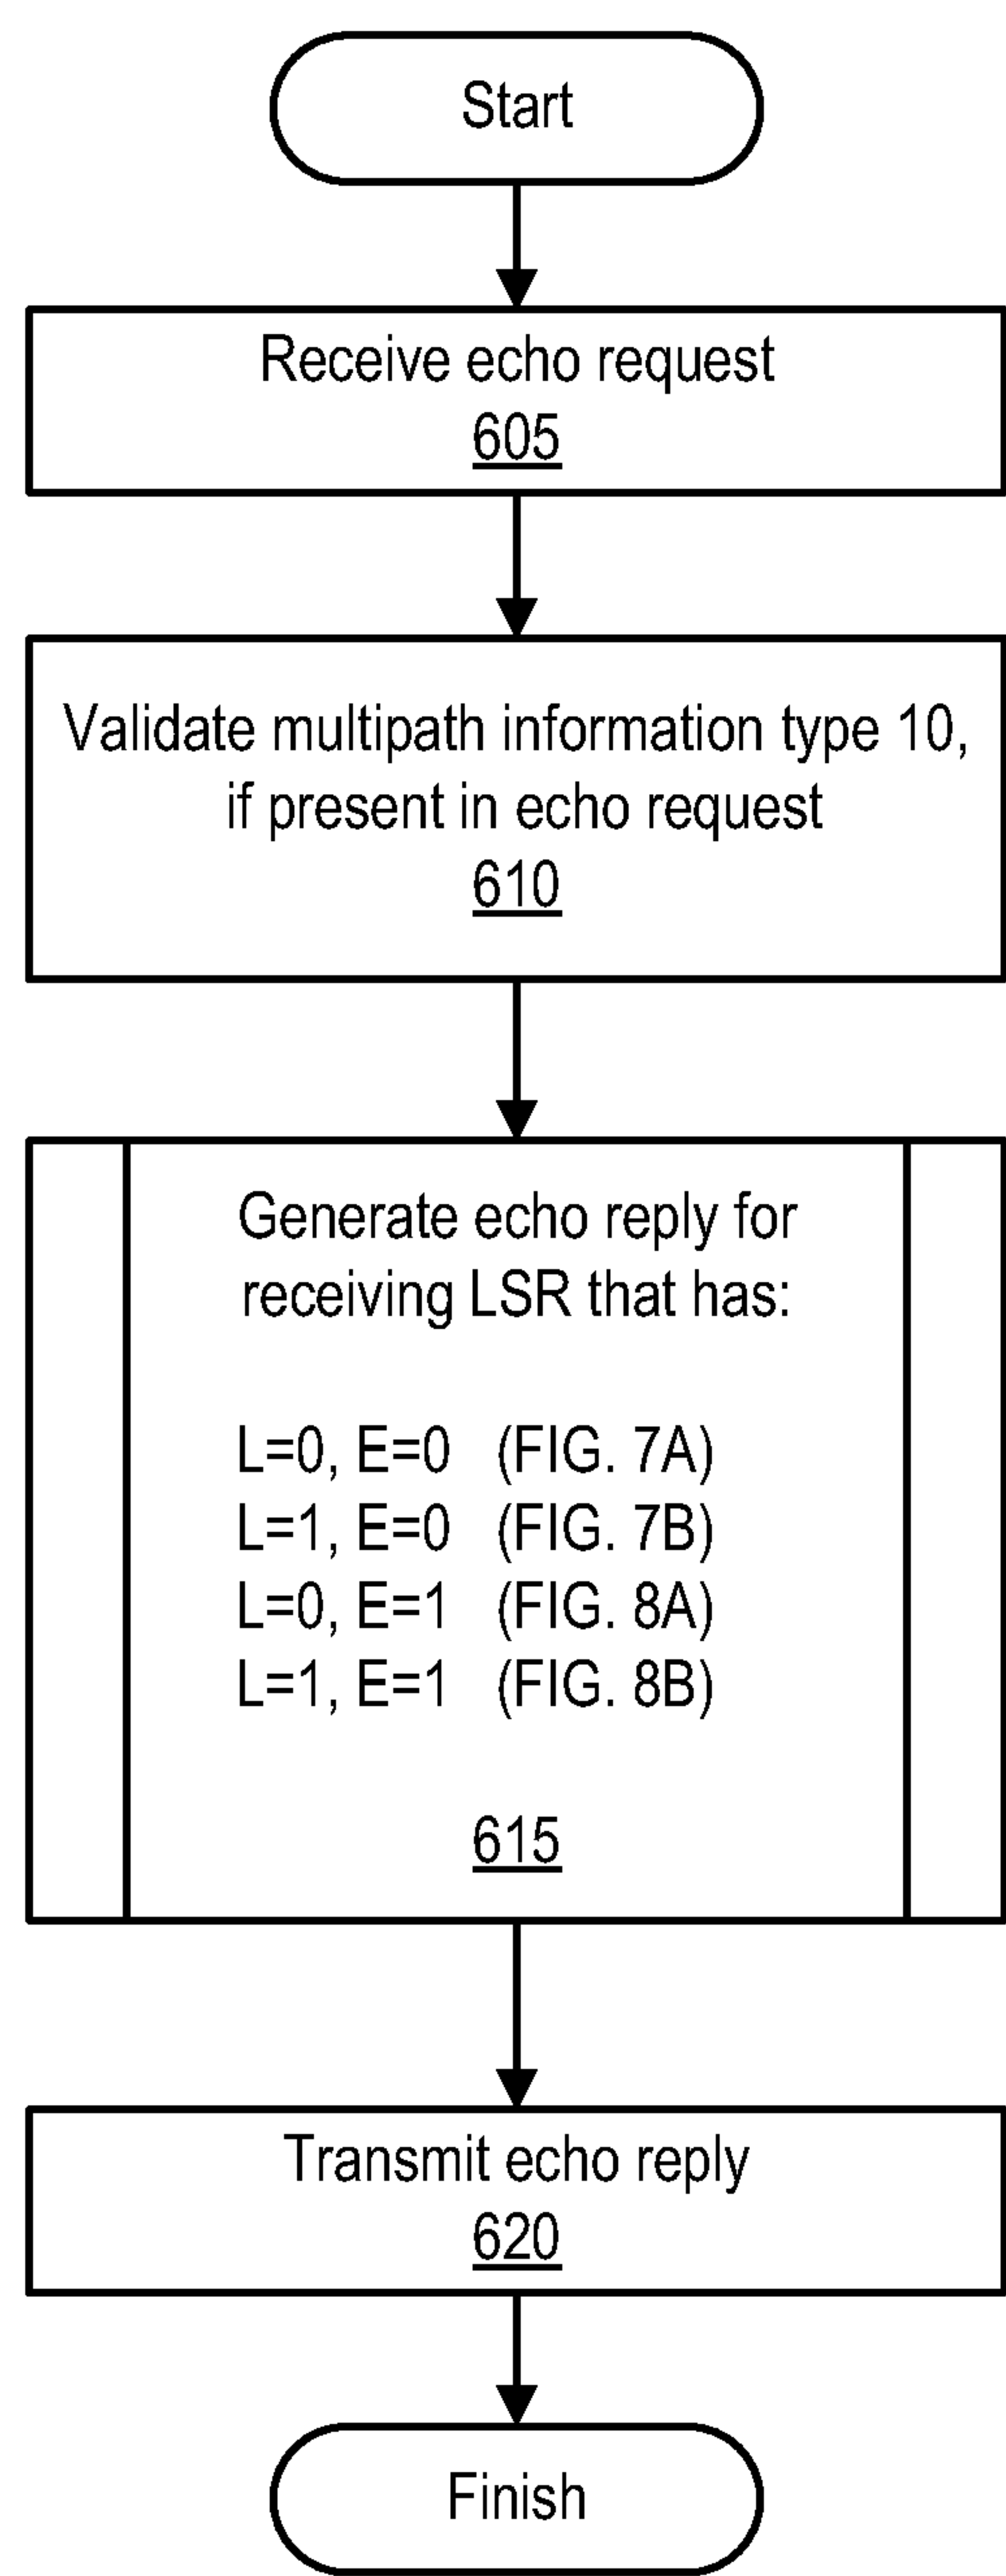 Start
Receive echo request
605
Validate multipath information type 10,
if present in echo request
610
Generate echo reply for
receiving LSR that has:
L=0, E=0 (FIG. 7A)
L=1, E=0 (FIG. 7B)
L=0, E=1 (FIG. 8A)
L=1, E=1 (FIG. 8B)
615
Transmit echo reply
620
Finish